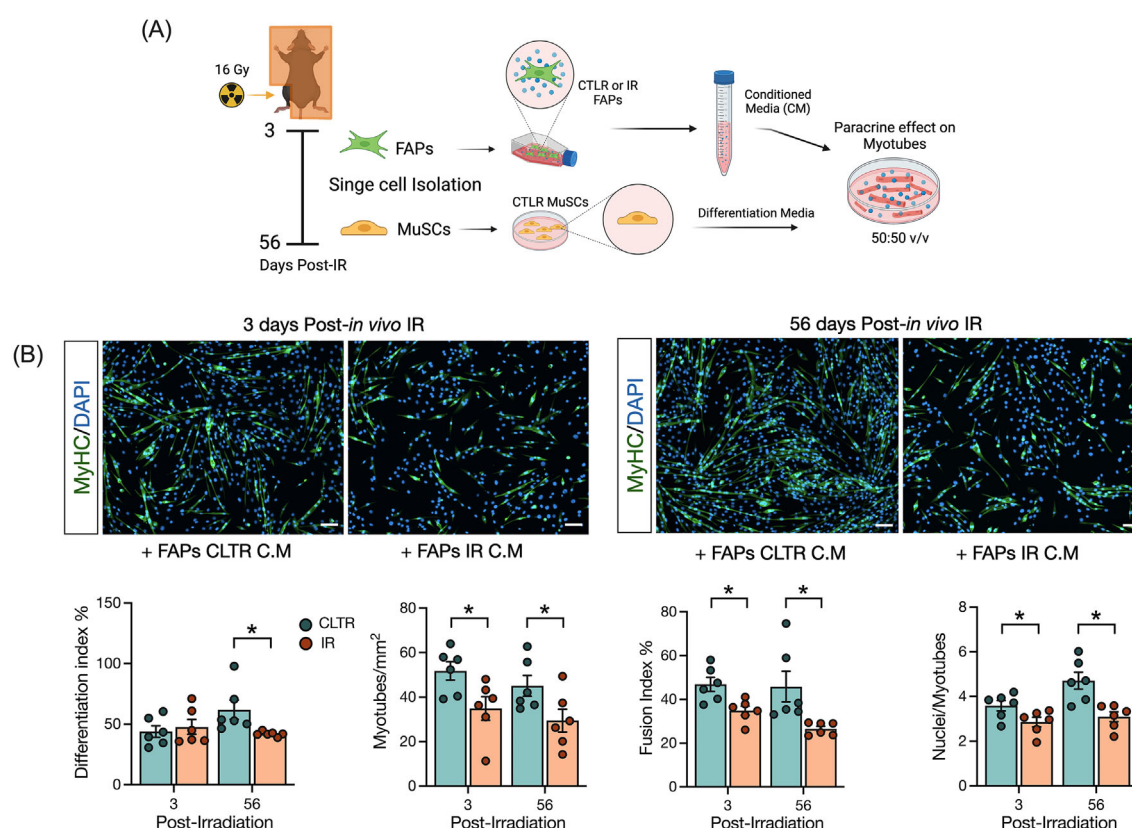 (A)
16 Gy
3
56
Days Post-IR
FAPs
Singe cell Isolation
MuSCs
CTLR or IR
FAPs
CTLR MuSCs
Conditioned
Media (CM)
Differentiation Media
Paracrine effect on
Myotubes
50:50 v/v
(B)
3 days Post-in vivo IR
56 days Post-in vivo IR
MyHC/DAPI
MyHC/DAPI
+ FAPs CLTR C.M
+ FAPs IR C.M
+ FAPs CLTR C.M
+ FAPs IR C.M
Differentiation index %
150
100
50
0
*
CLTR
IR
3
56
Post-Irradiation
Myotubes/mm²
80
60
40
20
0
*
*
3
56
Post-Irradiation
Fusion Index %
80
60
40
20
0
*
*
3
56
Post-Irradiation
Nuclei/Myotubes
8
6
4
2
0
*
*
3
56
Post-Irradiation